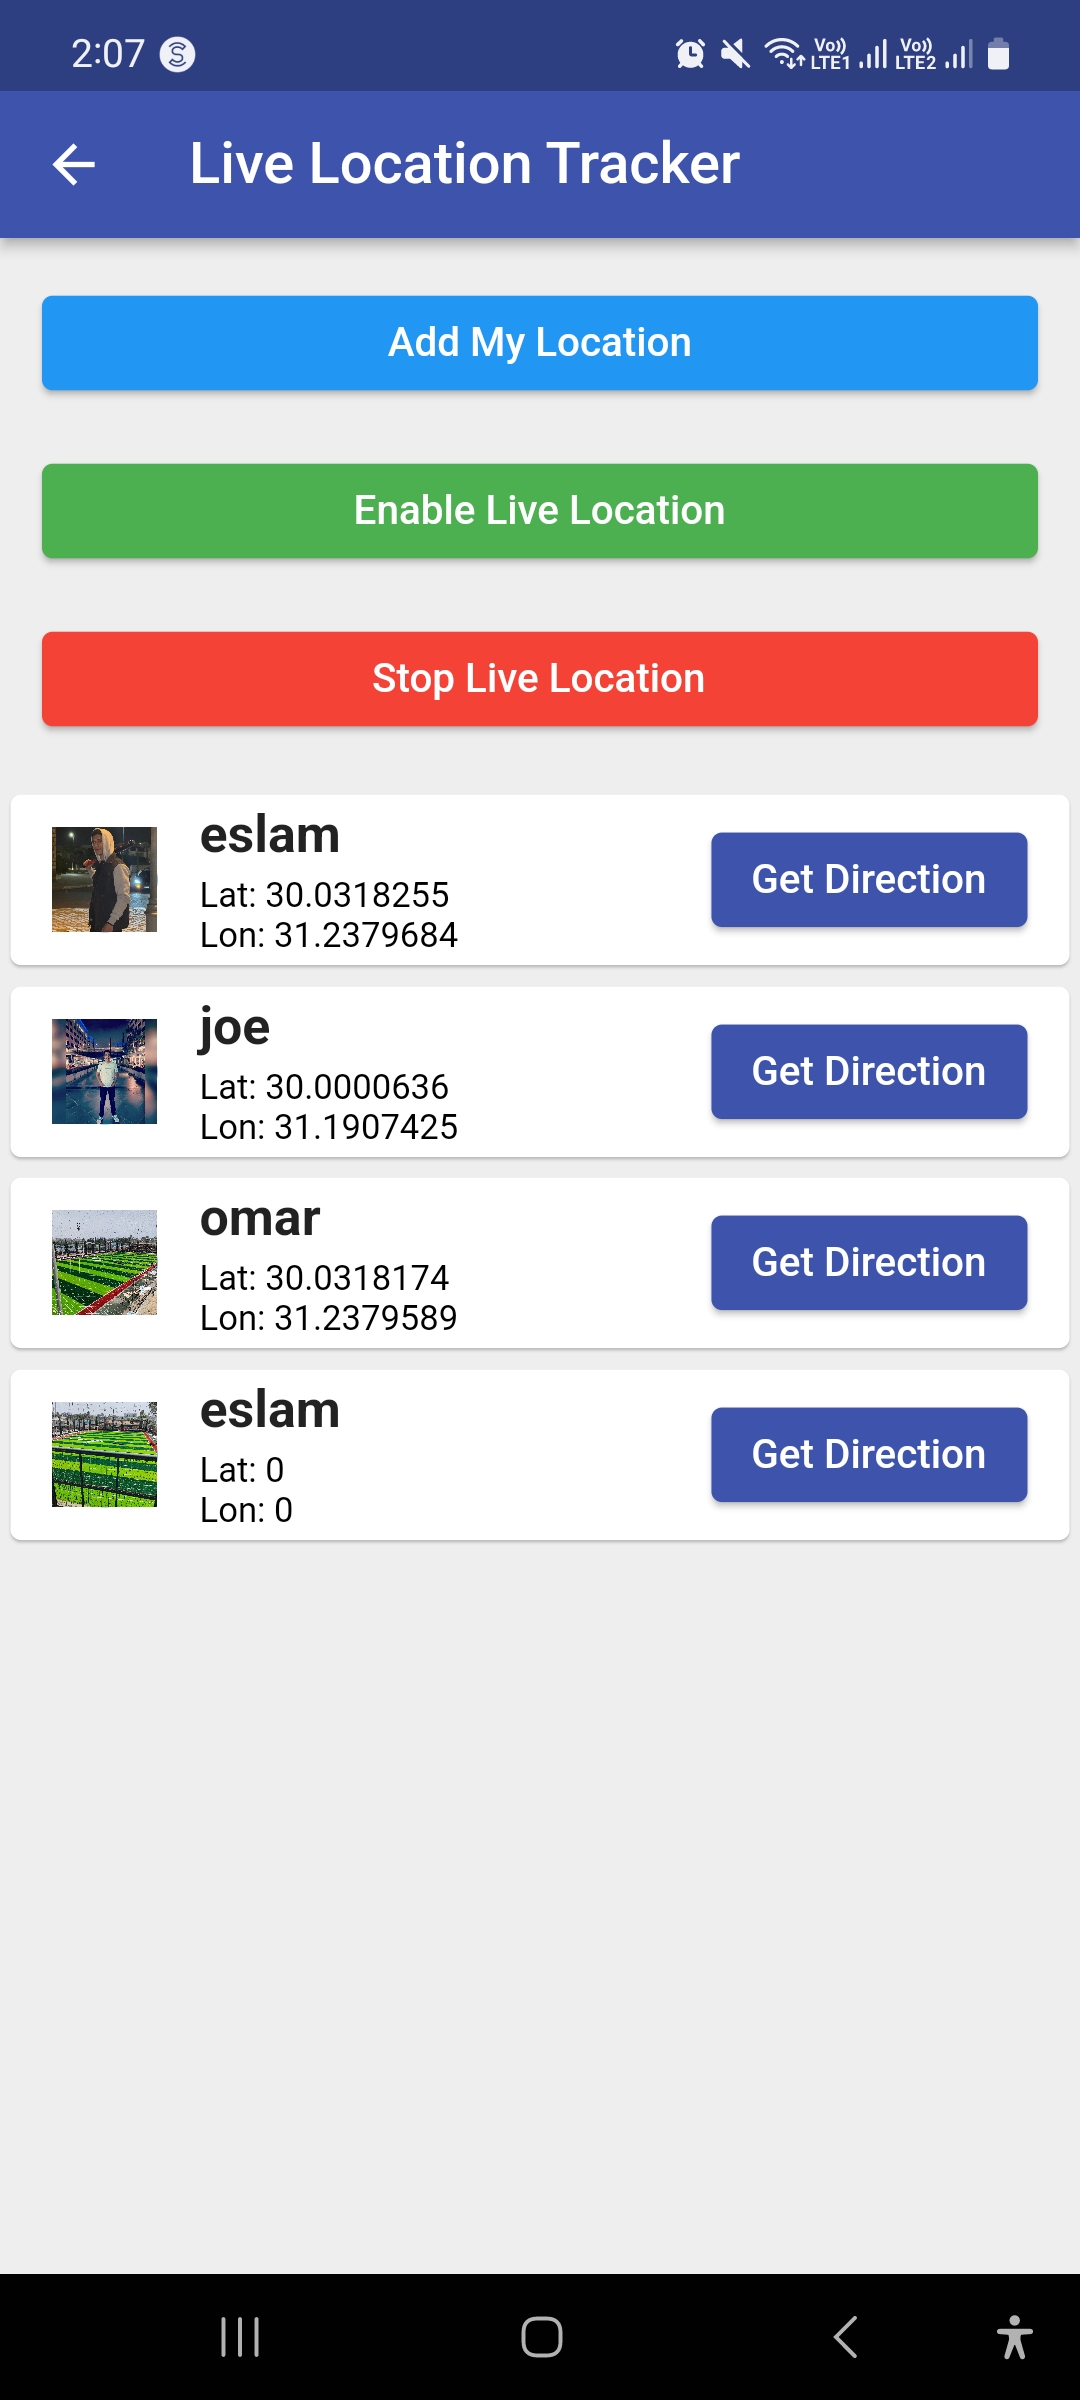 2:07
Vo)) LTE1 Vo)) LTE2
Live Location Tracker
Add My Location
Enable Live Location
Stop Live Location
eslam
Lat: 30.0318255
Lon: 31.2379684
Get Direction
joe
Lat: 30.0000636
Lon: 31.1907425
Get Direction
omar
Lat: 30.0318174
Lon: 31.2379589
Get Direction
eslam
Lat: 0
Lon: 0
Get Direction